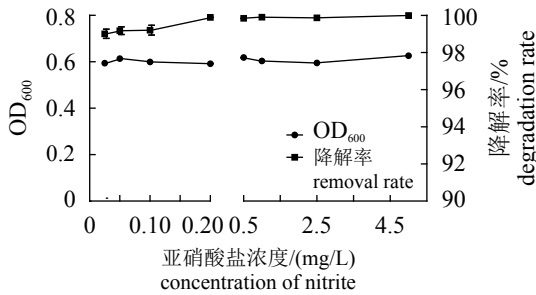 0.8
0.6
0.4
0.2
0
OD600
100
98
96
94
92
90
降解率/%
degradation rate
OD600
降解率
removal rate
0 0.10 0.20 0.5 2.5 5.0
亚硝酸盐浓度/(mg/L)
concentration of nitrite